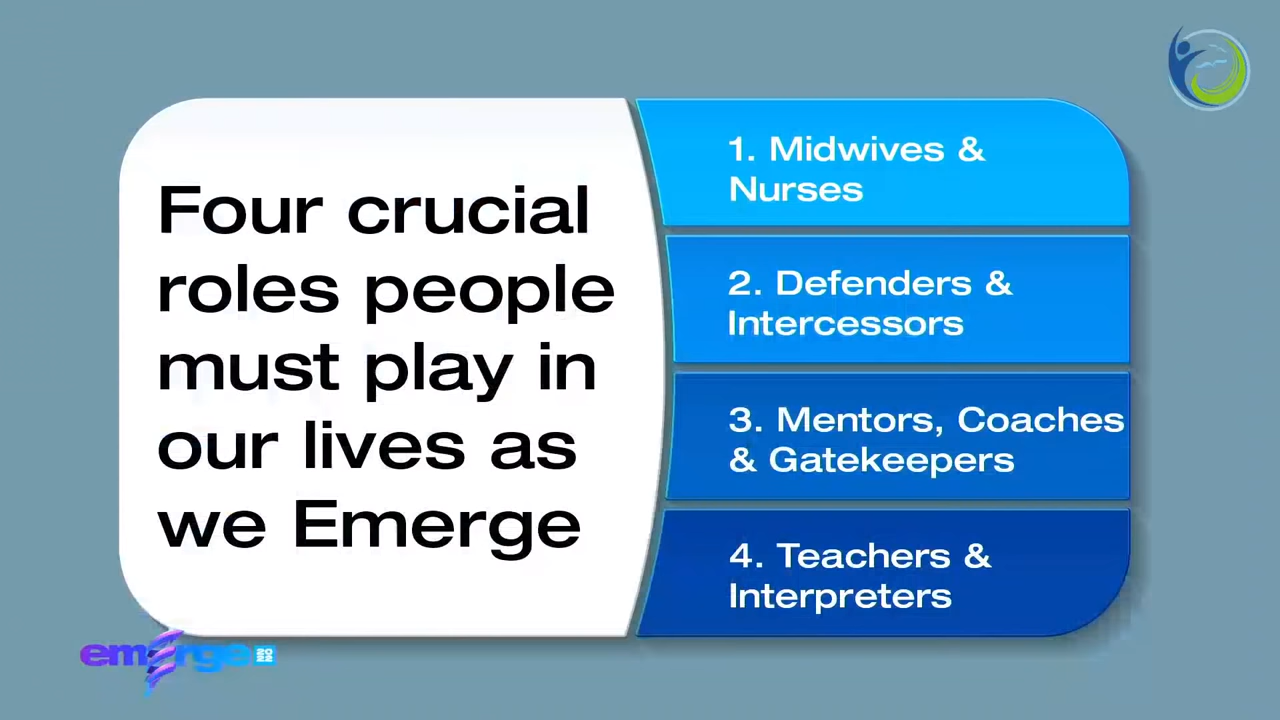 Four crucial
roles people
must play in
our lives as
we Emerge
1. Midwives &
Nurses
2. Defenders &
Intercessors
3. Mentors, Coaches
& Gatekeepers
4. Teachers &
Interpreters
emerge 2022